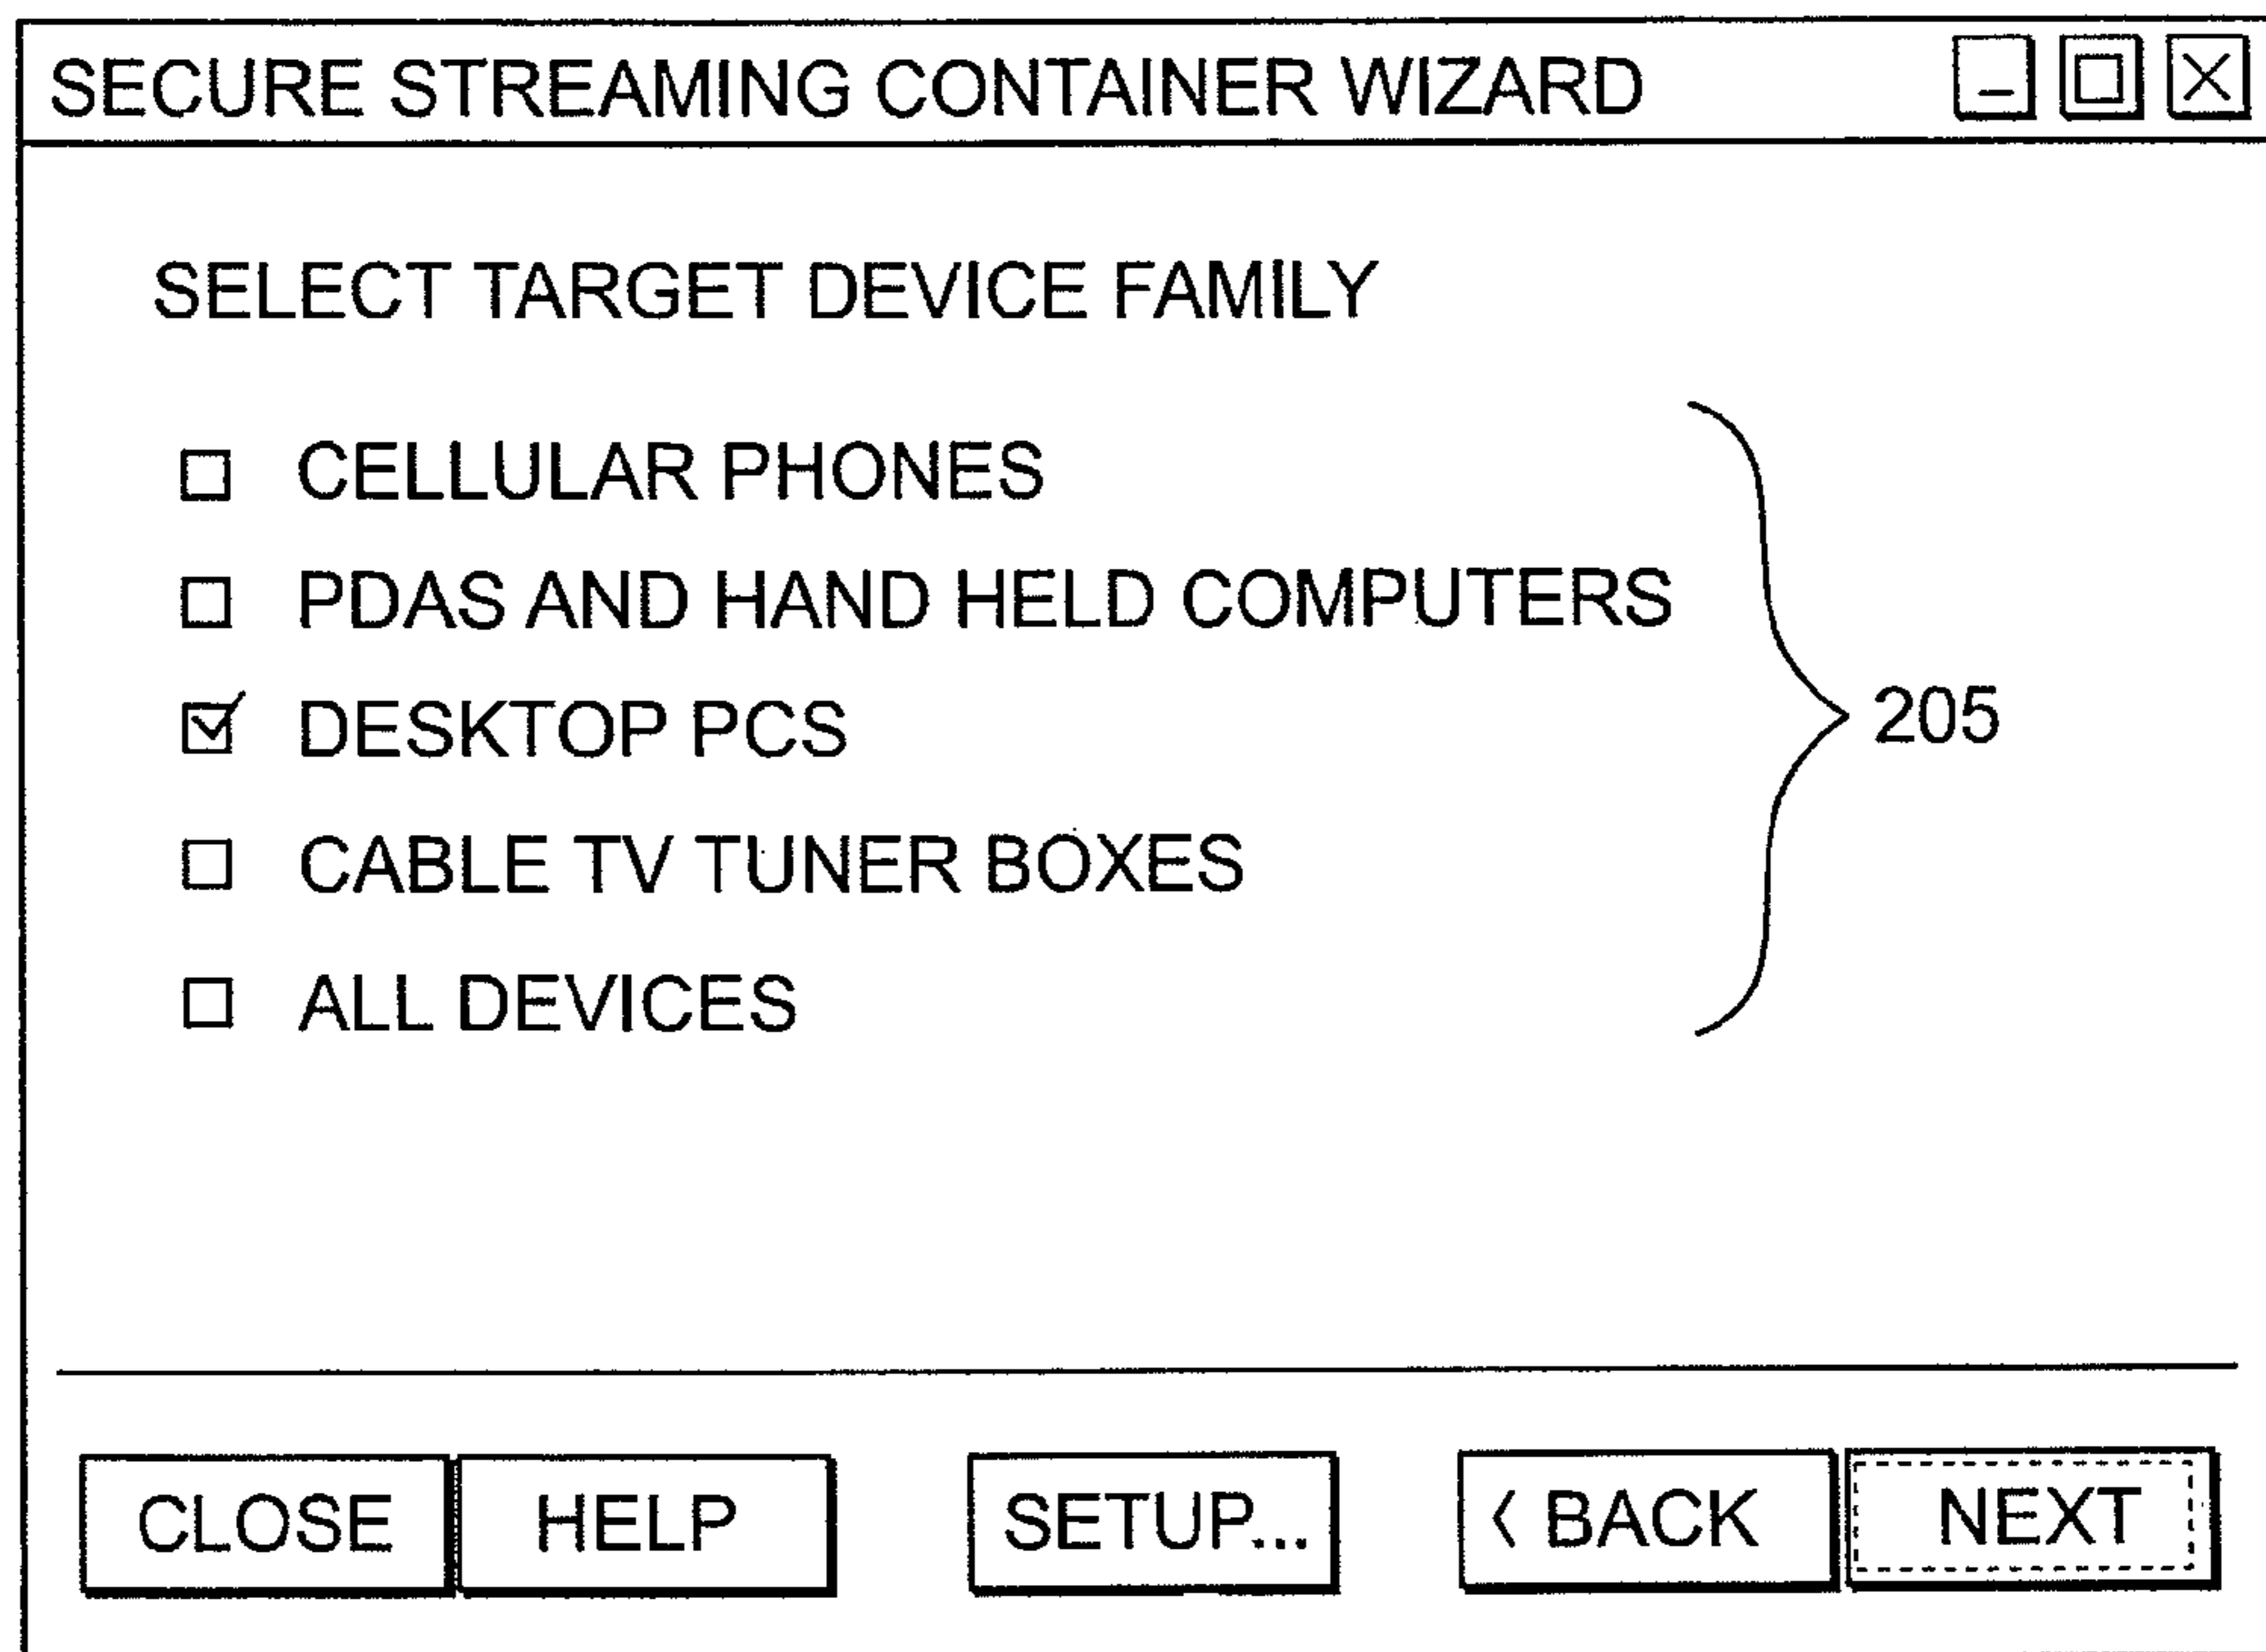 SECURE STREAMING CONTAINER WIZARD
SELECT TARGET DEVICE FAMILY
CELLULAR PHONES
PDAS AND HAND HELD COMPUTERS
DESKTOP PCS
205
CABLE TV TUNER BOXES
ALL DEVICES
CLOSE HELP SETUP... < BACK NEXT